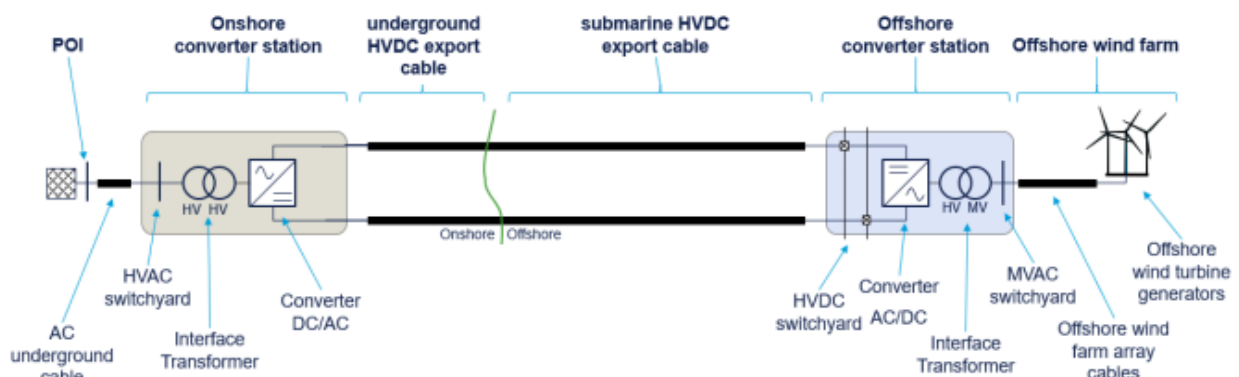 POI
Onshore
converter station
underground
HVDC export
cable
submarine HVDC
export cable
Offshore
converter station
Offshore wind farm
HV HV
HV MV
Onshore
Offshore
AC
underground
cable
HVAC
switchyard
Interface
Transformer
Converter
DC/AC
HVDC
switchyard
Converter
AC/DC
Interface
Transformer
MVAC
switchyard
Offshore wind
farm array
cables
Offshore
wind turbine
generators